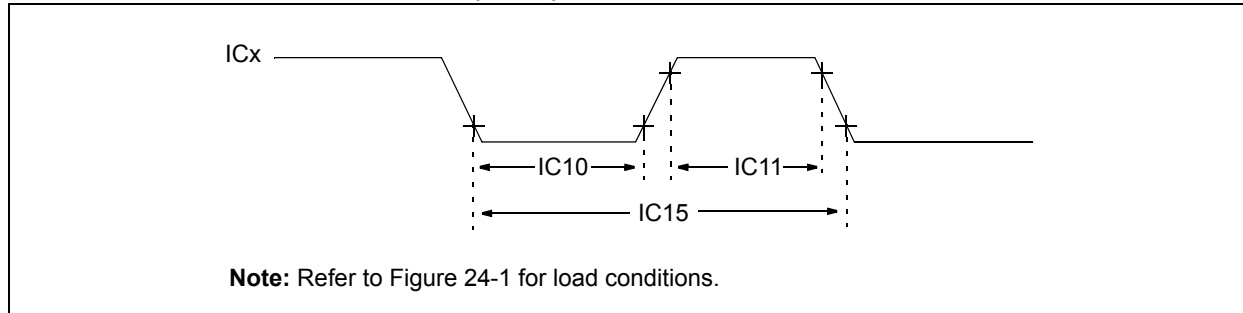 ICx
IC10
IC11
IC15
Note: Refer to Figure 24-1 for load conditions.